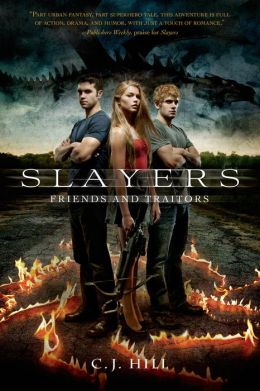 "Part urban fantasy, part superhero tale, this adventure is full
of action, drama, and humor, with just a touch of romance."
—Publishers Weekly, praise for Slayers
SLAYERS
FRIENDS AND TRAITORS
C.J. HILL